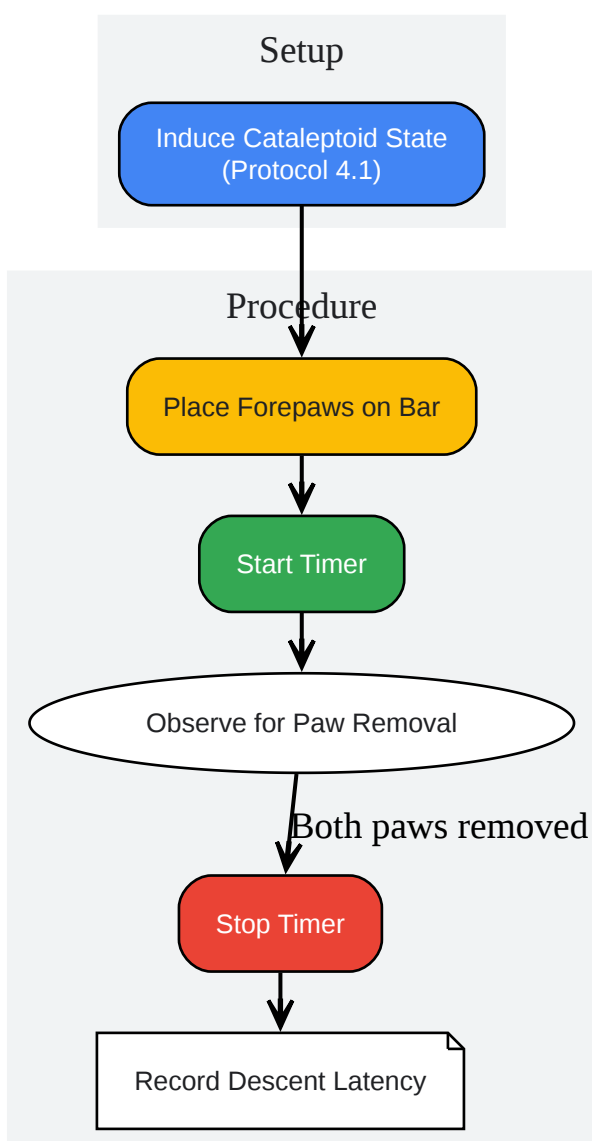 Setup
Induce Cataleptoid State
(Protocol 4.1)
Procedure
Place Forepaws on Bar
Start Timer
Observe for Paw Removal
Both paws removed
Stop Timer
Record Descent Latency